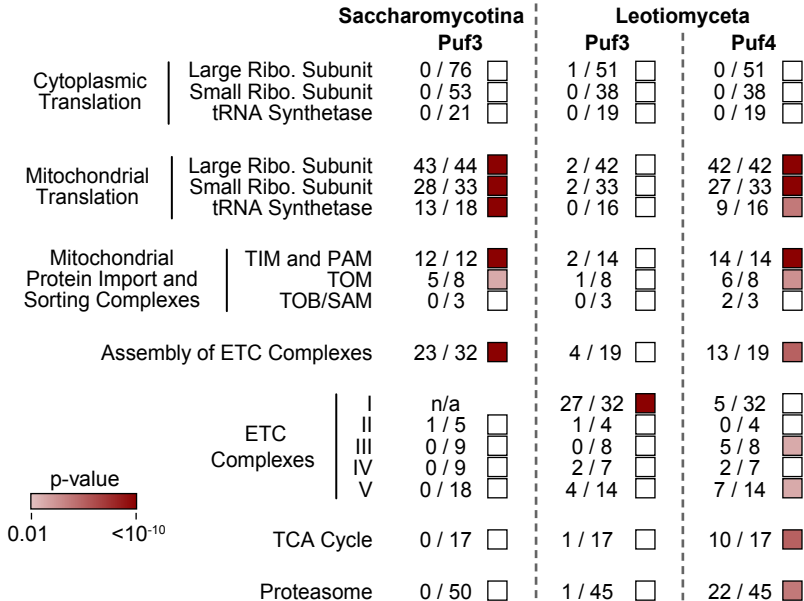 Saccharomycotina Leotiomyceta
Puf3 Puf3 Puf4
Cytoplasmic Translation
Large Ribo. Subunit 0 / 76 1 / 51 0 / 51
Small Ribo. Subunit 0 / 53 0 / 38 0 / 38
tRNA Synthetase 0 / 21 0 / 19 0 / 19
Mitochondrial Translation
Large Ribo. Subunit 43 / 44 2 / 42 42 / 42
Small Ribo. Subunit 28 / 33 2 / 33 27 / 33
tRNA Synthetase 13 / 18 0 / 16 9 / 16
Mitochondrial Protein Import and Sorting Complexes
TIM and PAM 12 / 12 2 / 14 14 / 14
TOM 5 / 8 1 / 8 6 / 8
TOB/SAM 0 / 3 0 / 3 2 / 3
Assembly of ETC Complexes 23 / 32 4 / 19 13 / 19
ETC Complexes
I n/a 27 / 32 5 / 32
II 1 / 5 1 / 4 0 / 4
III 0 / 9 0 / 8 5 / 8
IV 0 / 9 2 / 7 2 / 7
V 0 / 18 4 / 14 7 / 14
TCA Cycle 0 / 17 1 / 17 10 / 17
Proteasome 0 / 50 1 / 45 22 / 45
p-value
0.01 <10⁻¹⁰